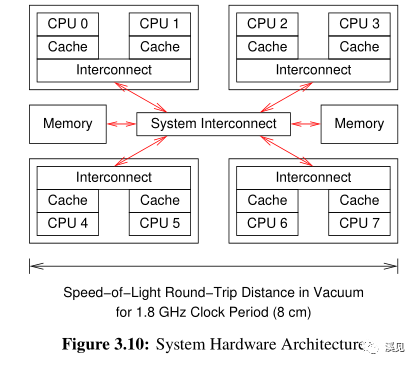 CPU 0 CPU 1 CPU 2 CPU 3
Cache Cache Cache Cache
Interconnect Interconnect
Memory System Interconnect Memory
Interconnect Interconnect
Cache Cache Cache Cache
CPU 4 CPU 5 CPU 6 CPU 7
Speed−of−Light Round−Trip Distance in Vacuum
for 1.8 GHz Clock Period (8 cm)
Figure 3.10: System Hardware Architecture
溪见